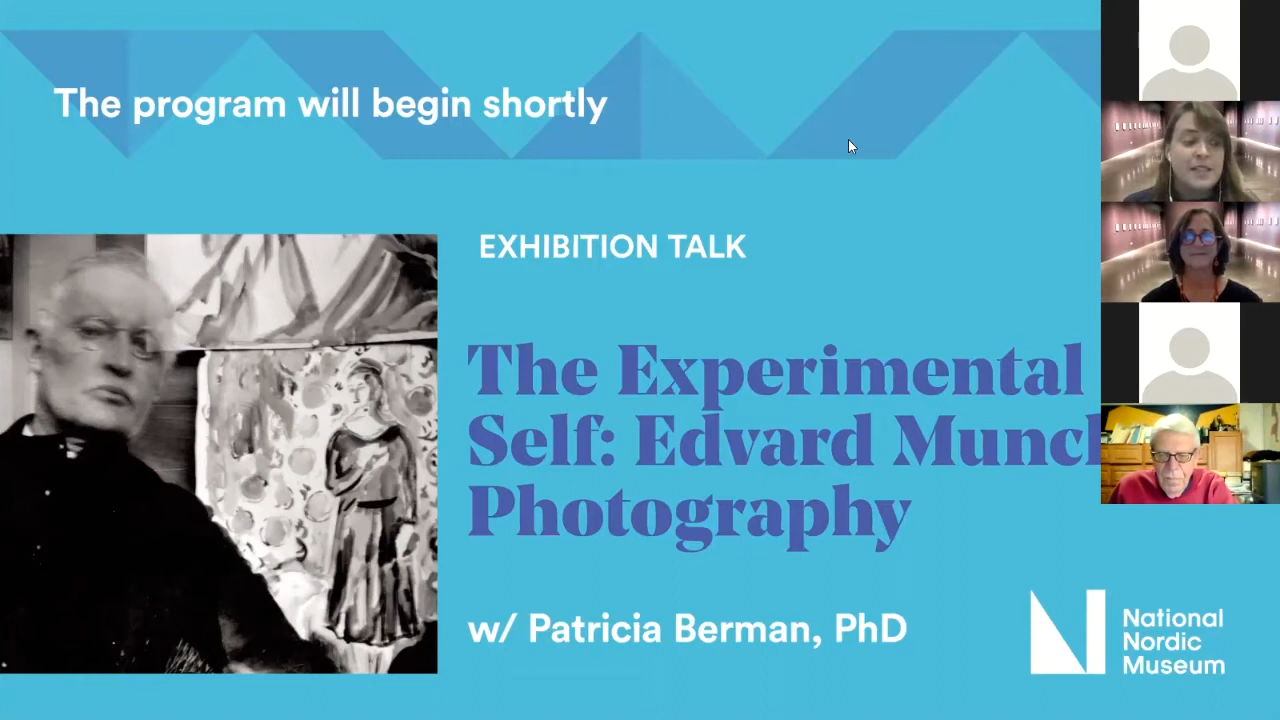 The program will begin shortly
EXHIBITION TALK
The Experimental
Self: Edvard Munch
Photography
w/ Patricia Berman, PhD
National
Nordic
Museum